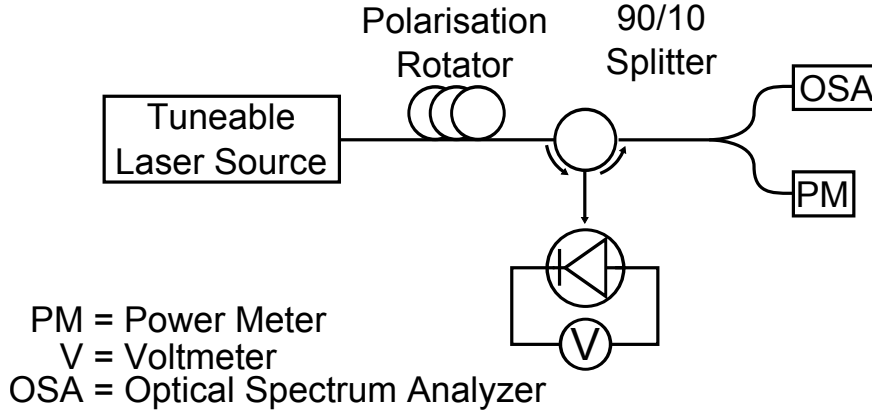 Polarisation
Rotator
90/10
Splitter
Tuneable
Laser Source
OSA
PM
V
PM = Power Meter
V = Voltmeter
OSA = Optical Spectrum Analyzer